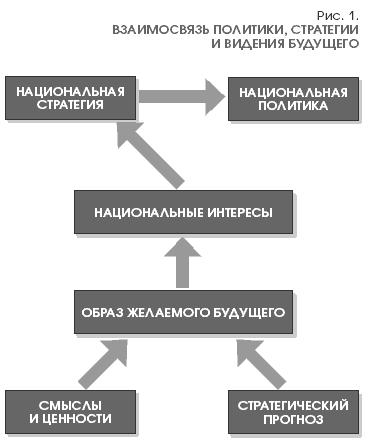 Рис. 1.
ВЗАИМОСВЯЗЬ ПОЛИТИКИ, СТРАТЕГИИ
И ВИДЕНИЯ БУДУЩЕГО
НАЦИОНАЛЬНАЯ
СТРАТЕГИЯ
НАЦИОНАЛЬНАЯ
ПОЛИТИКА
НАЦИОНАЛЬНЫЕ ИНТЕРЕСЫ
ОБРАЗ ЖЕЛАЕМОГО БУДУЩЕГО
СМЫСЛЫ
И ЦЕННОСТИ
СТРАТЕГИЧЕСКИЙ
ПРОГНОЗ